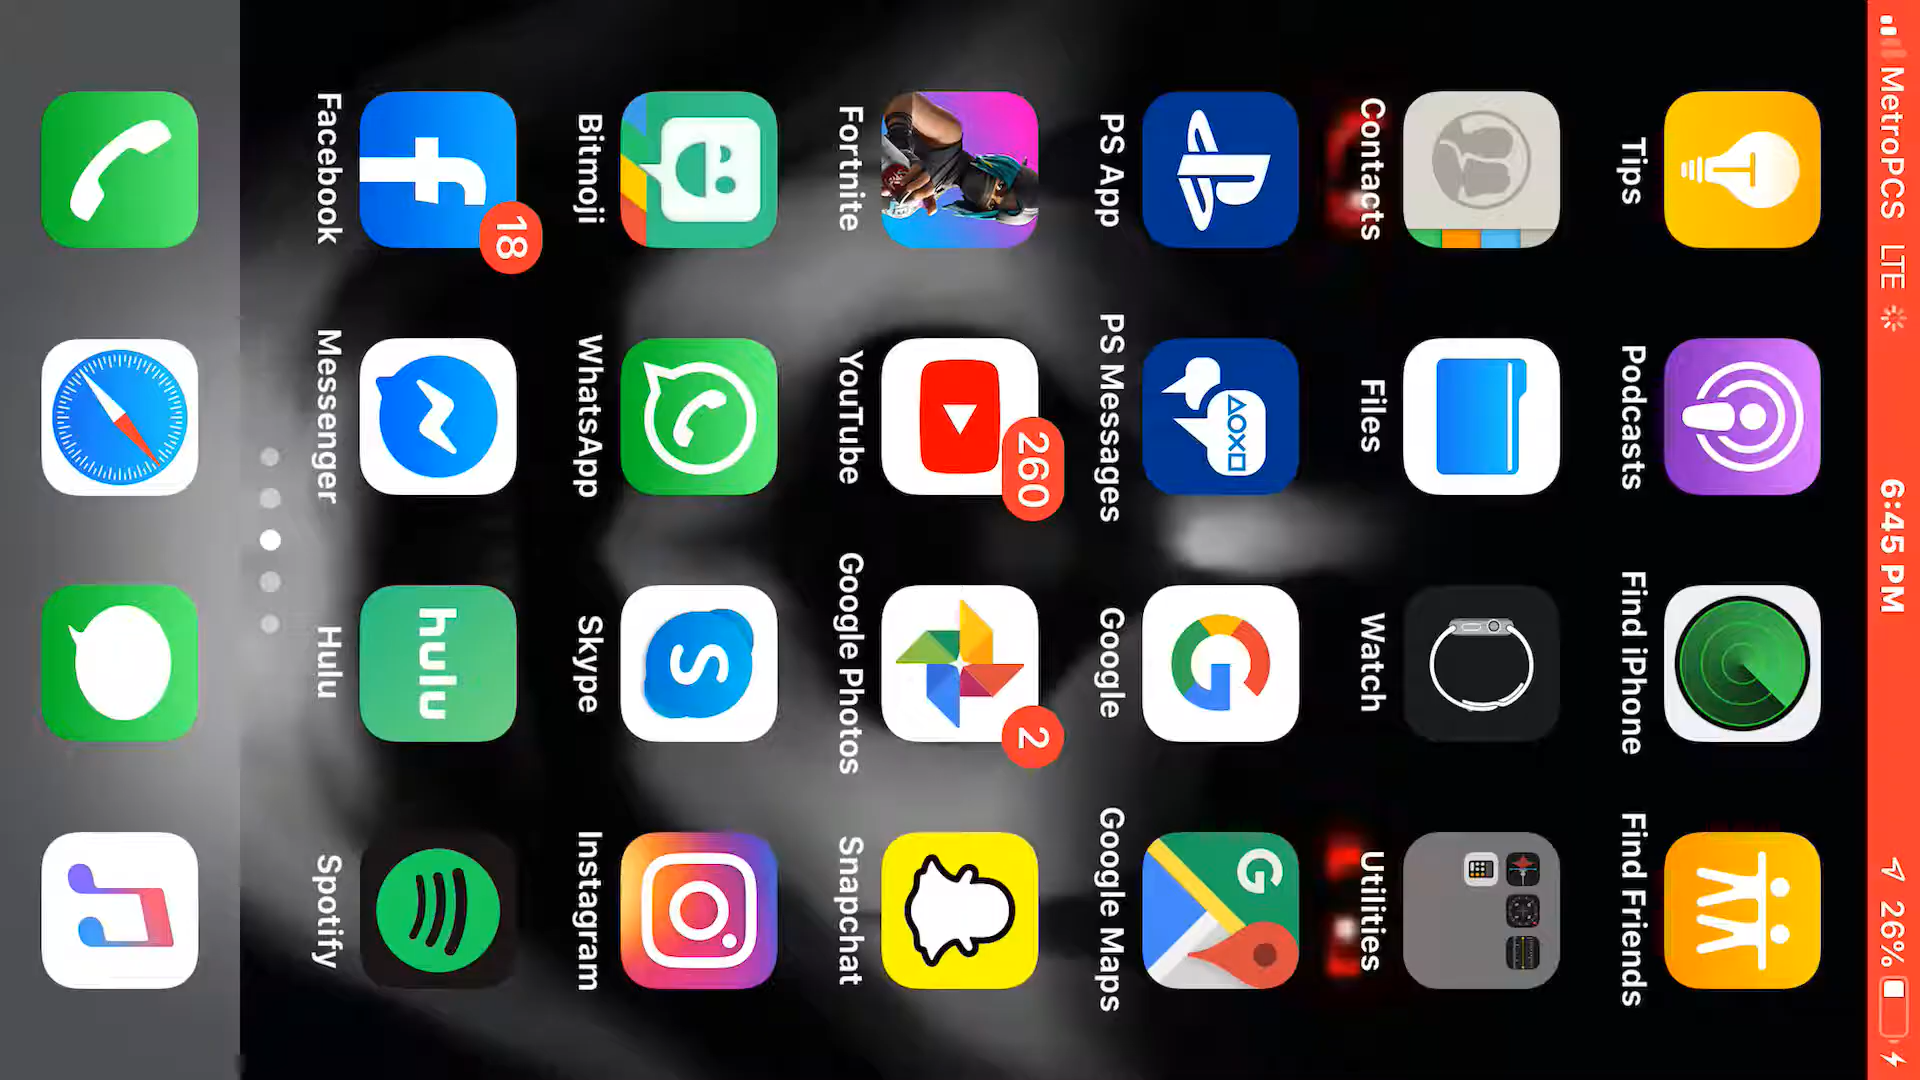 MetroPCS LTE 6:45 PM 26%
Tips Podcasts Find iPhone Find Friends
Contacts Files Watch Utilities
PS App PS Messages Google Google Maps
260 2
Fortnite YouTube Google Photos Snapchat
Bitmoji WhatsApp Skype Instagram
18
hulu
Facebook Messenger Hulu Spotify